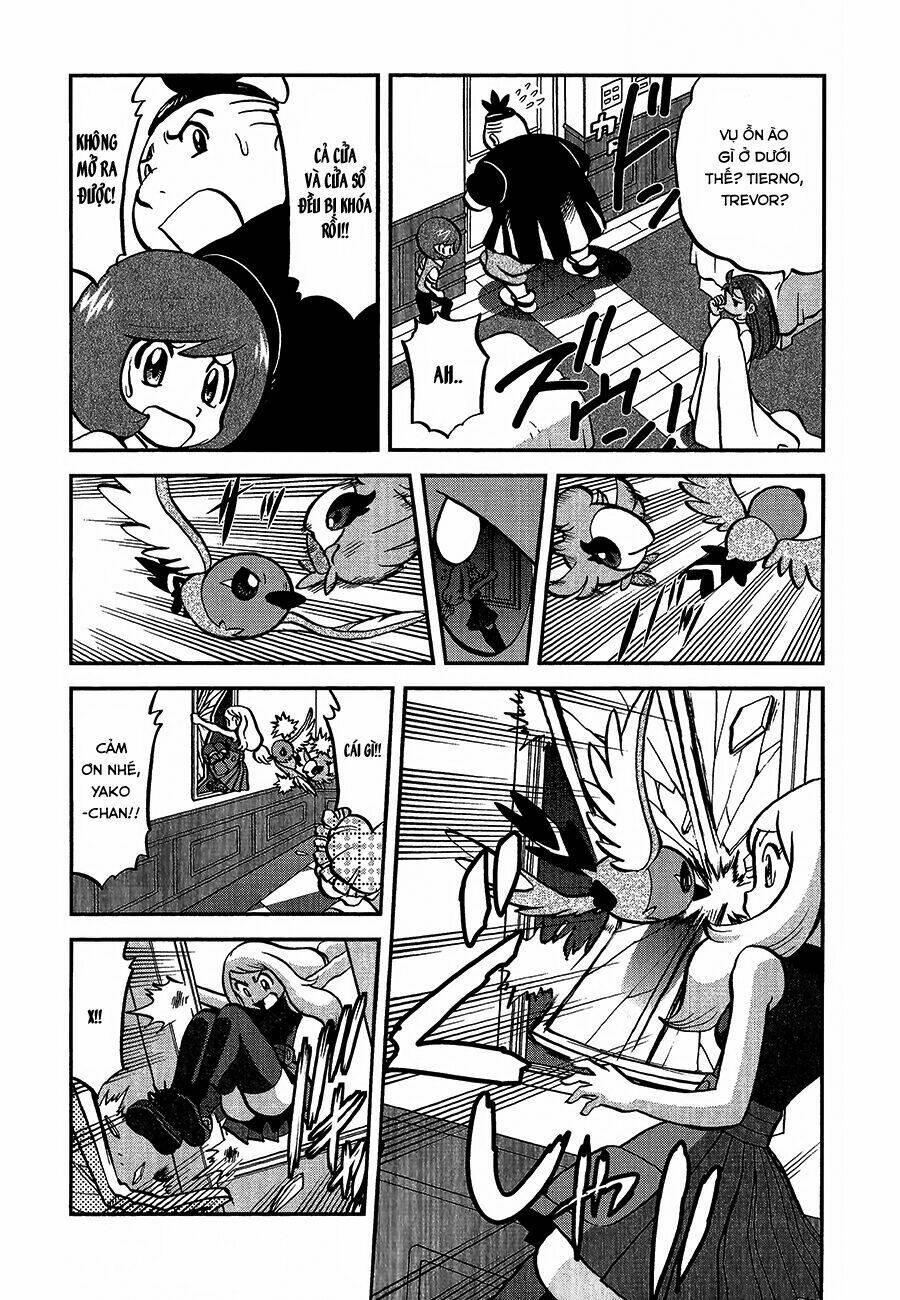 VỤ ỒN ÀO
GÌ Ở DƯỚI
THẾ? TIERNO,
TREVOR?
AH..
CẢ CỬA
VÀ CỬA SỔ
ĐỀU BỊ KHÓA
RỒI!!
KHÔNG
MỞ RA
ĐƯỢC!
CÁI GÌ!!
CẢM
ƠN NHÉ,
YAKO
-CHAN!!
X!!